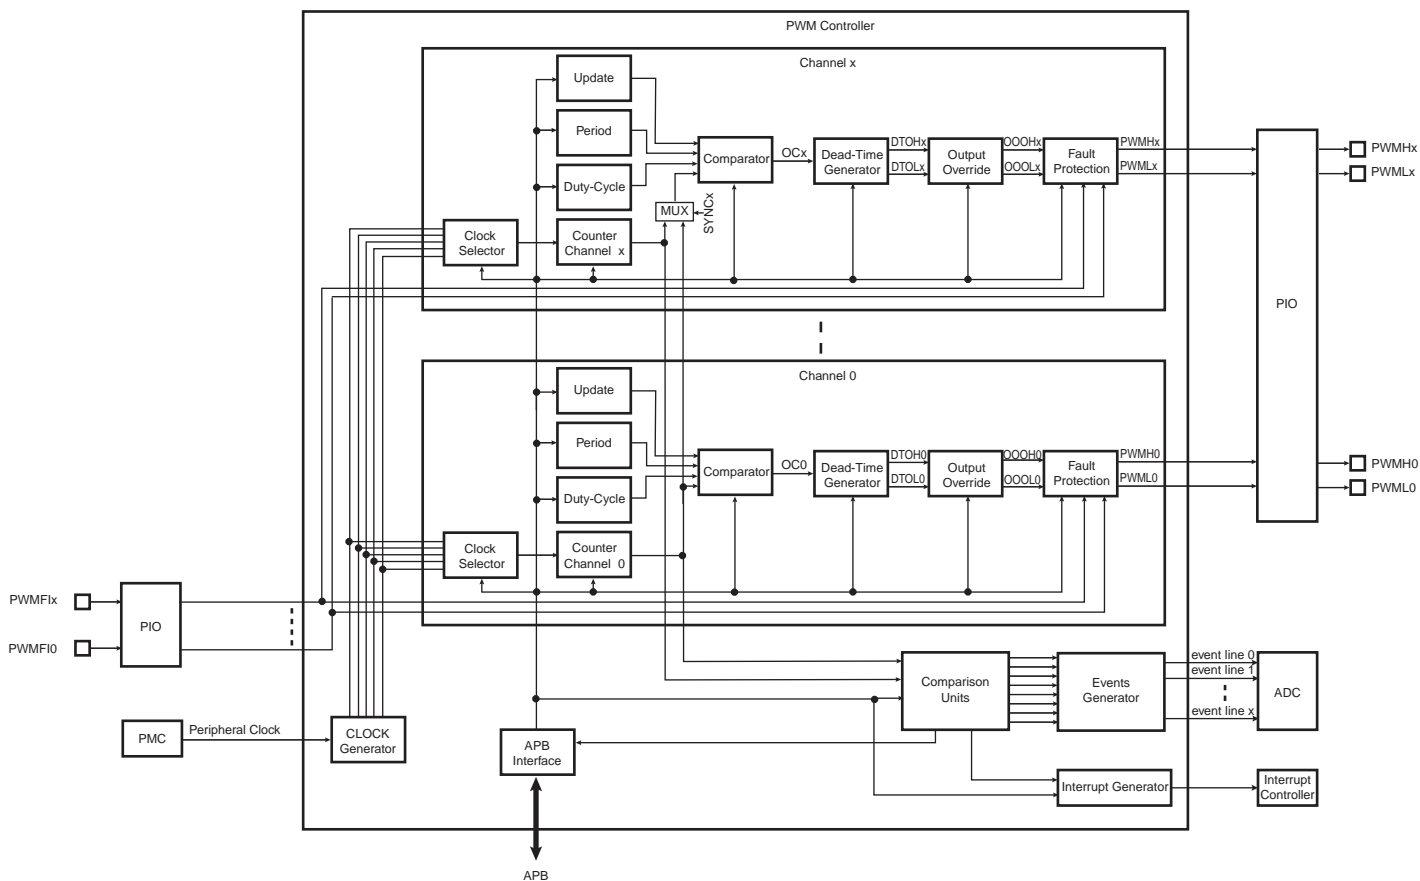 PWM Controller
Channel x
Update
Period
Comparator
OCx
Dead-Time
Generator
DTOHx
DTOLx
Output
Override
OOOHx
OOOLx
Fault
Protection
PWMHx
PWMLx
PWMHx
PWMLx
Duty-Cycle
MUX
SYNCx
Clock
Selector
Counter
Channel x
PIO
Channel 0
Update
Period
Comparator
OC0
Dead-Time
Generator
DTOH0
DTOL0
Output
Override
OOOH0
OOOL0
Fault
Protection
PWMH0
PWML0
PWMH0
PWML0
Duty-Cycle
Clock
Selector
Counter
Channel 0
PWMFIx
PWMFI0
PIO
Comparison
Units
Events
Generator
event line 0
event line 1
event line x
ADC
PMC
Peripheral Clock
CLOCK
Generator
APB
Interface
Interrupt Generator
Interrupt
Controller
APB